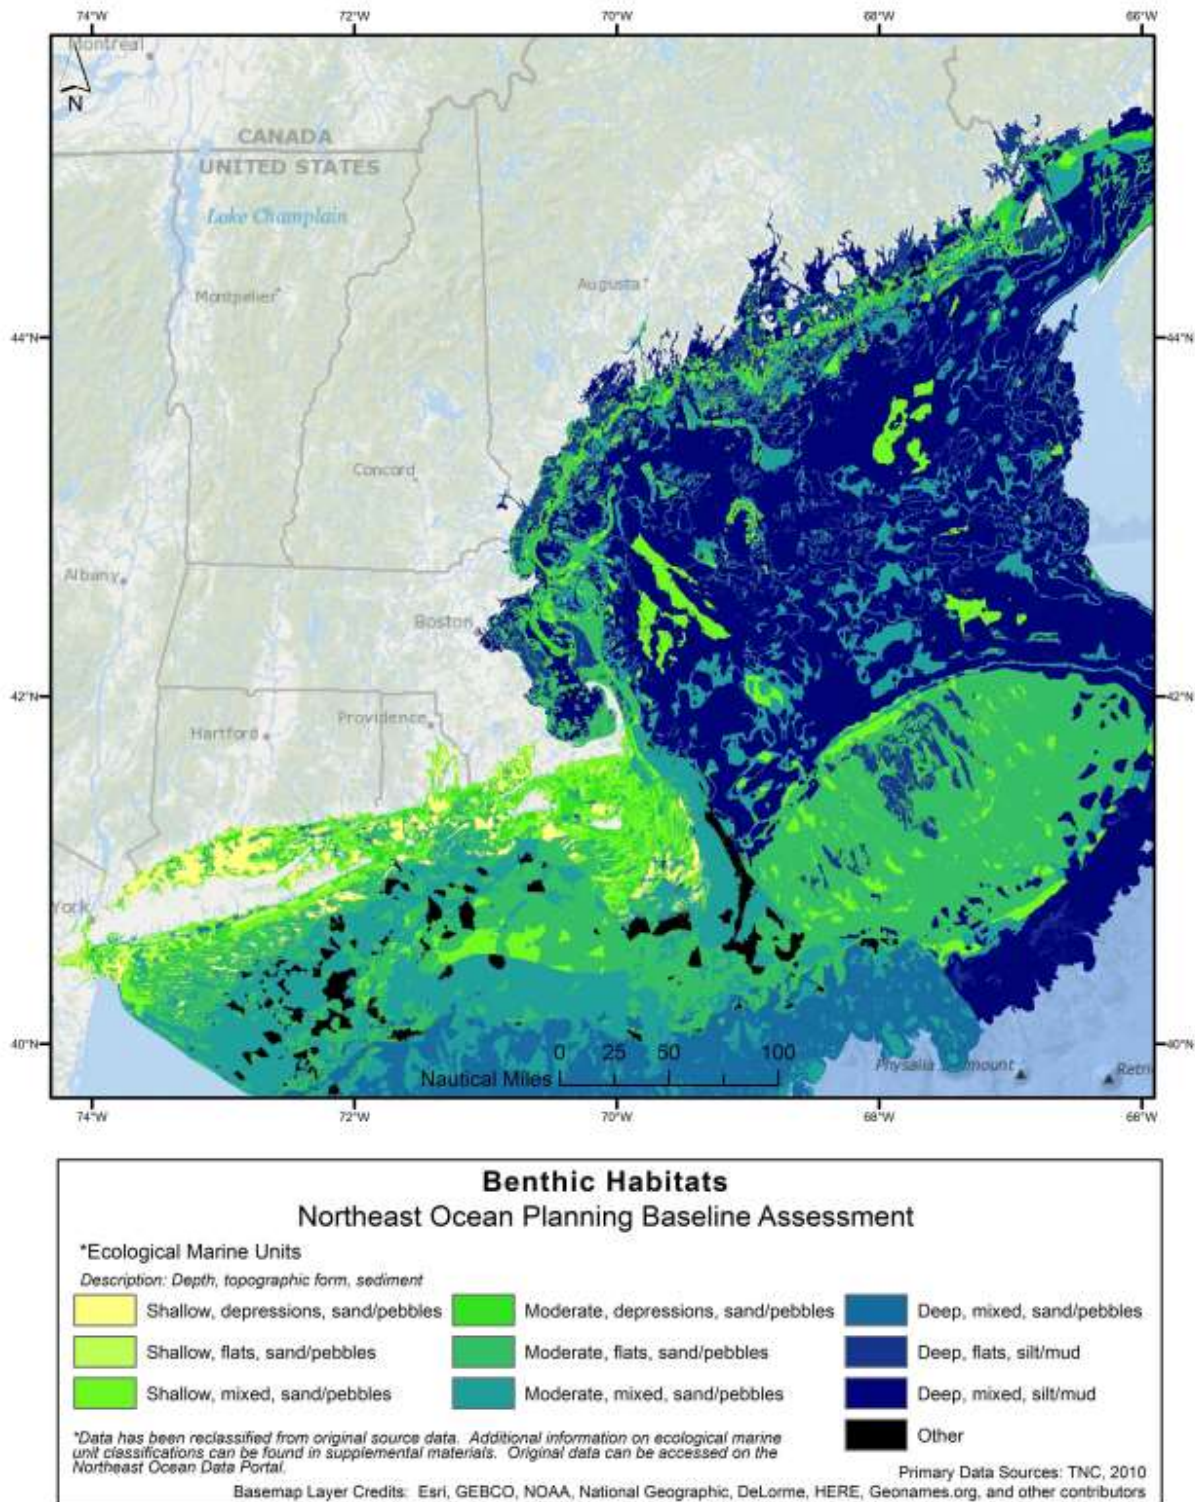 74°W 72°W 70°W 68°W 66°W
Montréal
N
CANADA
UNITED STATES
Lake Champlain
Montpelier
Augusta
44°N 44°N
Concord
Albany
Boston
42°N 42°N
Providence
Hartford
York
40°N 40°N
0 25 50 100
Nautical Miles
Physalia
74°W 72°W 70°W 68°W 66°W
Benthic Habitats
Northeast Ocean Planning Baseline Assessment
*Ecological Marine Units
Description: Depth, topographic form, sediment
Shallow, depressions, sand/pebbles Moderate, depressions, sand/pebbles Deep, mixed, sand/pebbles
Shallow, flats, sand/pebbles Moderate, flats, sand/pebbles Deep, flats, silt/mud
Shallow, mixed, sand/pebbles Moderate, mixed, sand/pebbles Deep, mixed, silt/mud
Other
*Data has been reclassified from original source data. Additional information on ecological marine
unit classifications can be found in supplemental materials. Original data can be accessed on the
Northeast Ocean Data Portal.
Primary Data Sources: TNC, 2010
Basemap Layer Credits: Esri, GEBCO, NOAA, National Geographic, DeLorme, HERE, Geonames.org, and other contributors